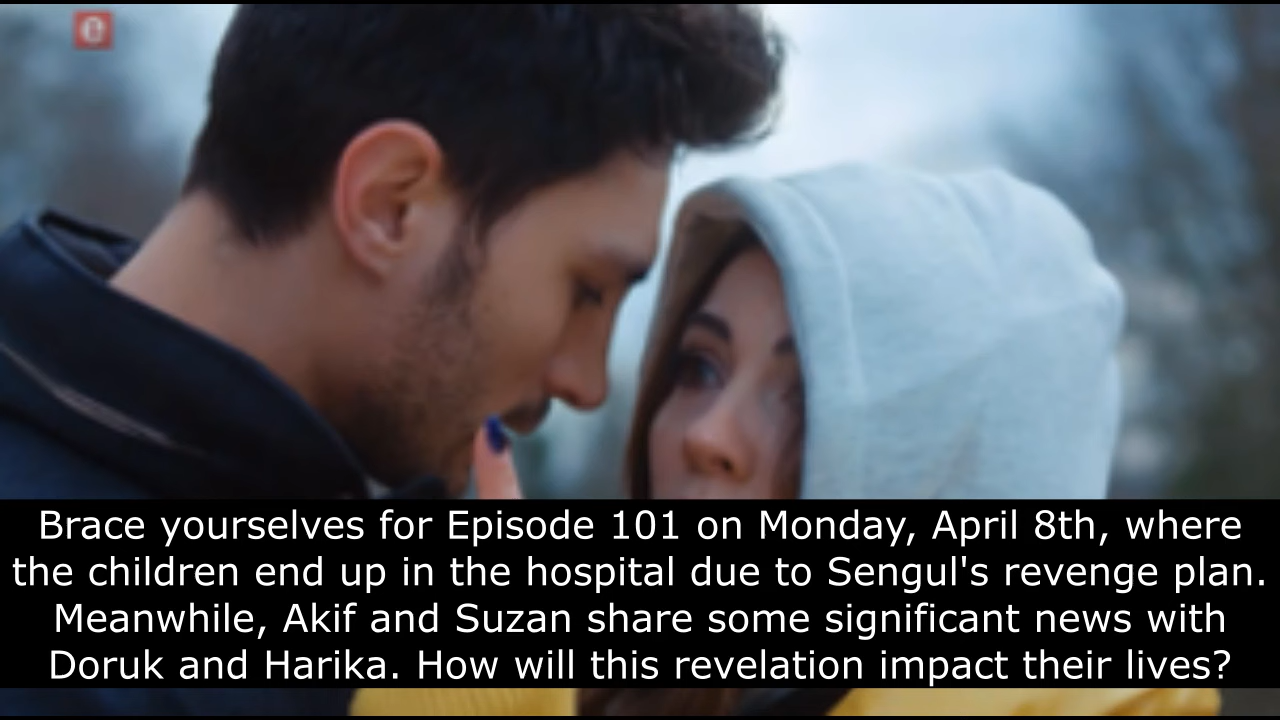 e
Brace yourselves for Episode 101 on Monday, April 8th, where
the children end up in the hospital due to Sengul's revenge plan.
Meanwhile, Akif and Suzan share some significant news with
Doruk and Harika. How will this revelation impact their lives?